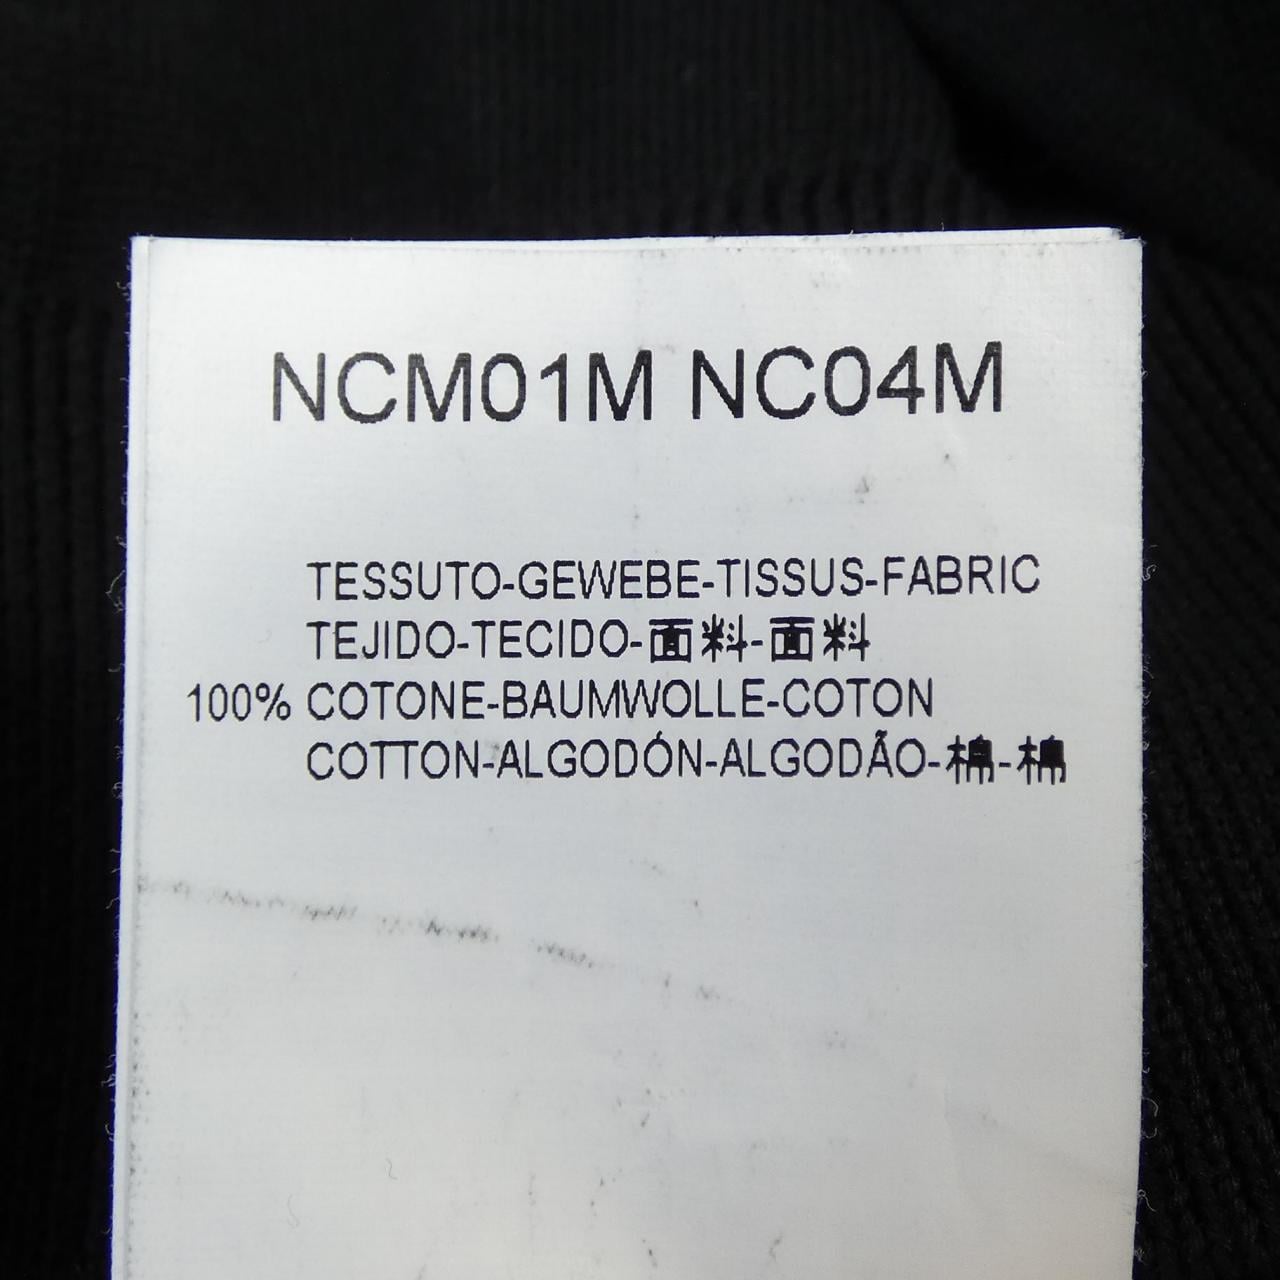 NCM01M NC04M
TESSUTO-GEWEBE-TISSUS-FABRIC
TEJIDO-TECIDO-面料-面料
100% COTONE-BAUMWOLLE-COTON
COTTON-ALGODÓN-ALGODÃO-棉-棉